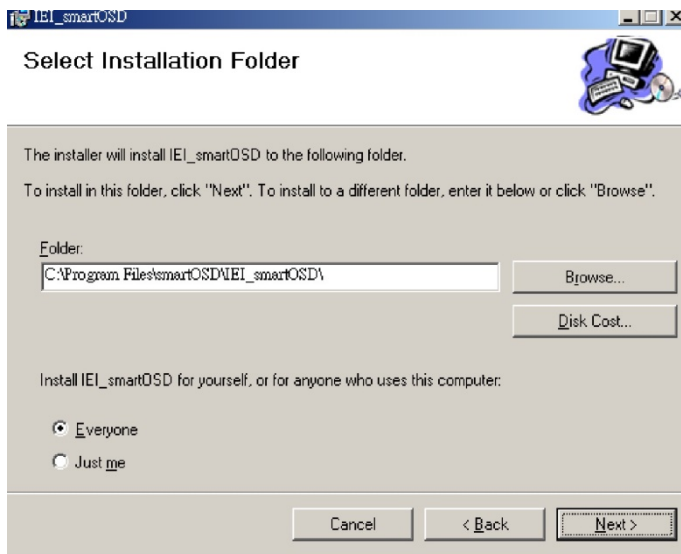 IEI_smartOSD
Select Installation Folder
The installer will install IEI_smartOSD to the following folder.
To install in this folder, click "Next". To install to a different folder, enter it below or click "Browse".
Folder:
C:\Program Files\smartOSD\IEI_smartOSD\
Browse...
Disk Cost...
Install IEI_smartOSD for yourself, or for anyone who uses this computer:
Everyone
Just me
Cancel < Back Next >